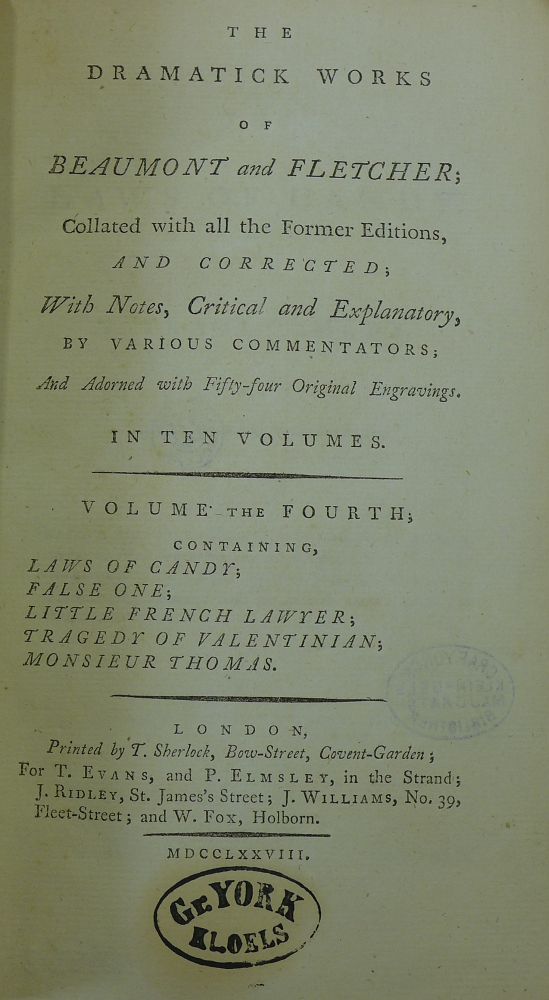 THE
DRAMATICK WORKS
OF
BEAUMONT and FLETCHER;
Collated with all the Former Editions,
AND CORRECTED;
With Notes, Critical and Explanatory,
BY VARIOUS COMMENTATORS;
And Adorned with Fifty-four Original Engravings.
IN TEN VOLUMES.
VOLUME THE FOURTH;
CONTAINING,
LAWS OF CANDY;
FALSE ONE;
LITTLE FRENCH LAWYER;
TRAGEDY OF VALENTINIAN;
MONSIEUR THOMAS.
LONDON,
Printed by T. Sherlock, Bow-Street, Covent-Garden;
For T. EVANS, and P. ELMSLEY, in the Strand;
J. RIDLEY, St. James's Street; J. WILLIAMS, No. 39,
Fleet-Street; and W. FOX, Holborn.
MDCCLXXVIII.
Gr. YORK
KLOELS